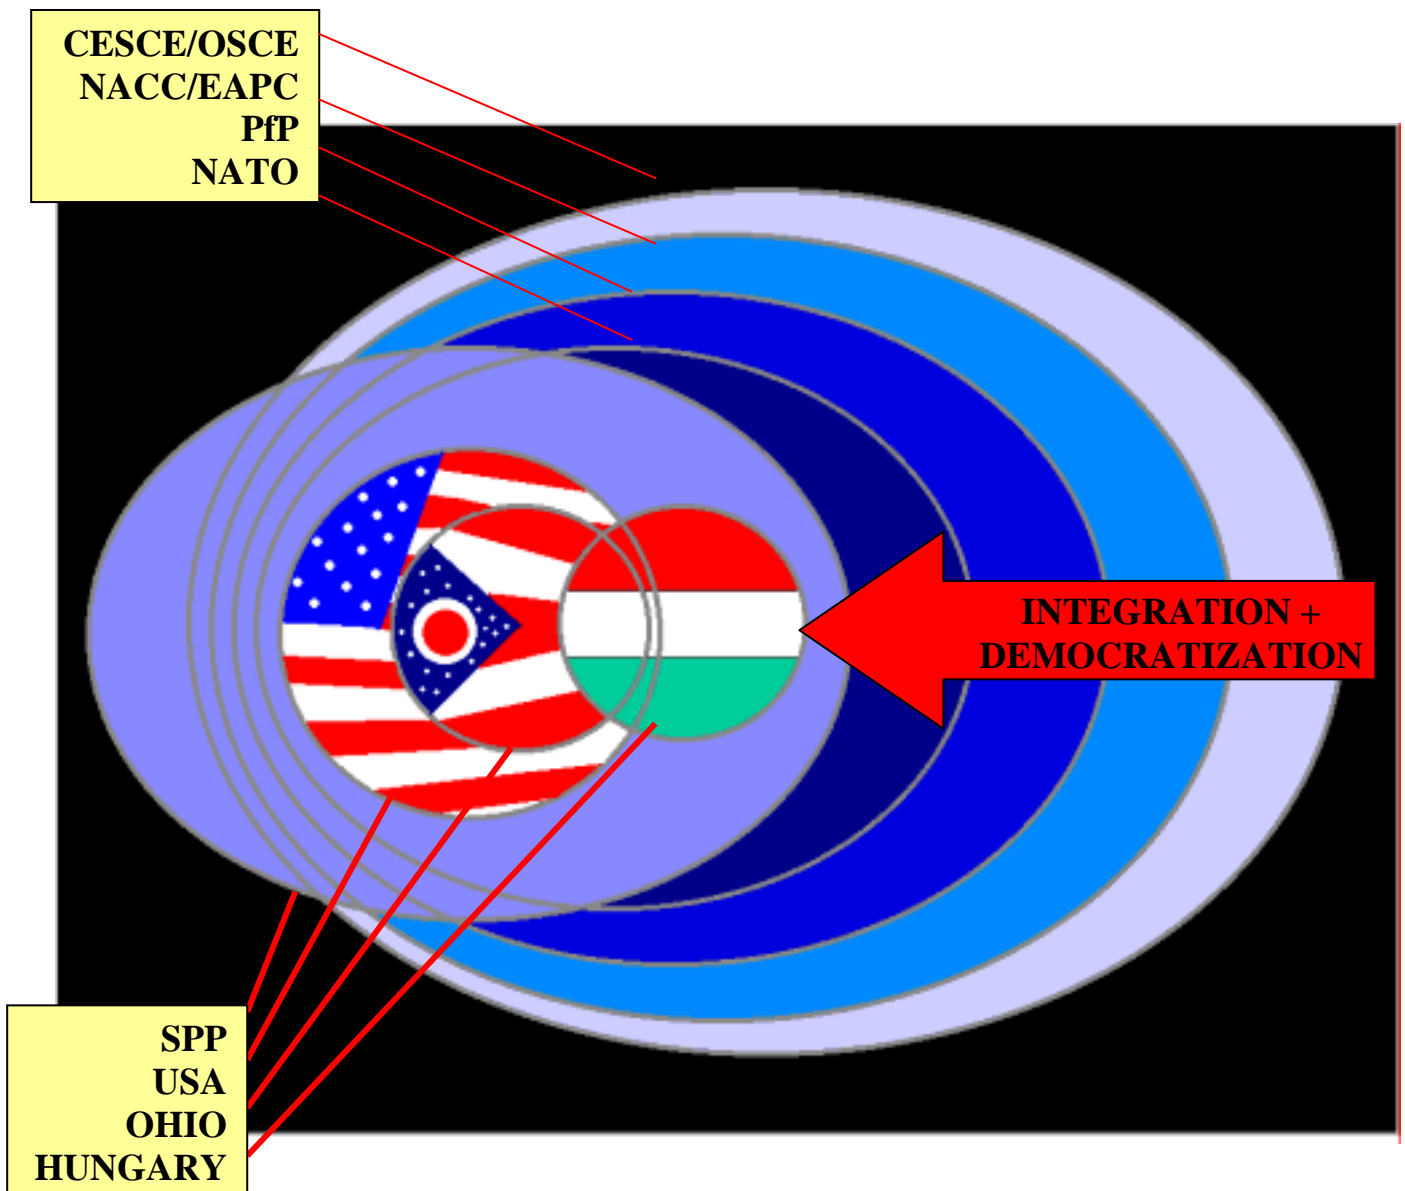 CESCE/OSCE
NACC/EAPC
PfP
NATO
INTEGRATION +
DEMOCRATIZATION
SPP
USA
OHIO
HUNGARY